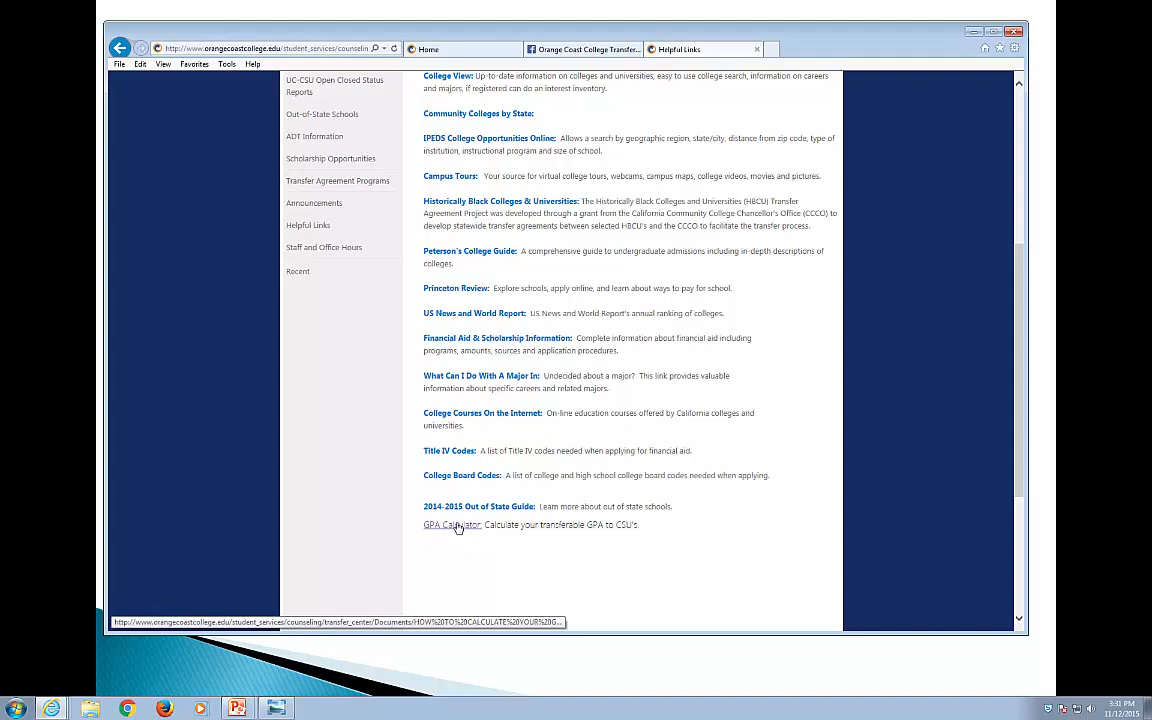 http://www.orangecoastcollege.edu/student_services/counselin
Home
Orange Coast College Transfer...
Helpful Links
File Edit View Favorites Tools Help
UC-CSU Open Closed Status
Reports
Out-of-State Schools
ADT Information
Scholarship Opportunities
Transfer Agreement Programs
Announcements
Helpful Links
Staff and Office Hours
Recent
College View: Up-to-date information on colleges and universities, easy to use college search, information on careers
and majors, if registered can do an interest inventory.
Community Colleges by State:
IPEDS College Opportunities Online: Allows a search by geographic region, state/city, distance from zip code, type of
institution, instructional program and size of school.
Campus Tours: Your source for virtual college tours, webcams, campus maps, college videos, movies and pictures.
Historically Black Colleges & Universities: The Historically Black Colleges and Universities (HBCU) Transfer
Agreement Project was developed through a grant from the California Community College Chancellor's Office (CCCO) to
develop statewide transfer agreements between selected HBCU's and the CCCO to facilitate the transfer process.
Peterson's College Guide: A comprehensive guide to undergraduate admissions including in-depth descriptions of
colleges.
Princeton Review: Explore schools, apply online, and learn about ways to pay for school.
US News and World Report: US News and World Report's annual ranking of colleges.
Financial Aid & Scholarship Information: Complete information about financial aid including
programs, amounts, sources and application procedures.
What Can I Do With A Major In: Undecided about a major? This link provides valuable
information about specific careers and related majors.
College Courses On the Internet: On-line education courses offered by California colleges and
universities.
Title IV Codes: A list of Title IV codes needed when applying for financial aid.
College Board Codes: A list of college and high school college board codes needed when applying.
2014-2015 Out of State Guide: Learn more about out of state schools.
GPA Calculator: Calculate your transferable GPA to CSU's.
http://www.orangecoastcollege.edu/student_services/counseling/transfer_center/Documents/HOW%20TO%20CALCULATE%20YOUR%20G...
3:31 PM
11/12/2015